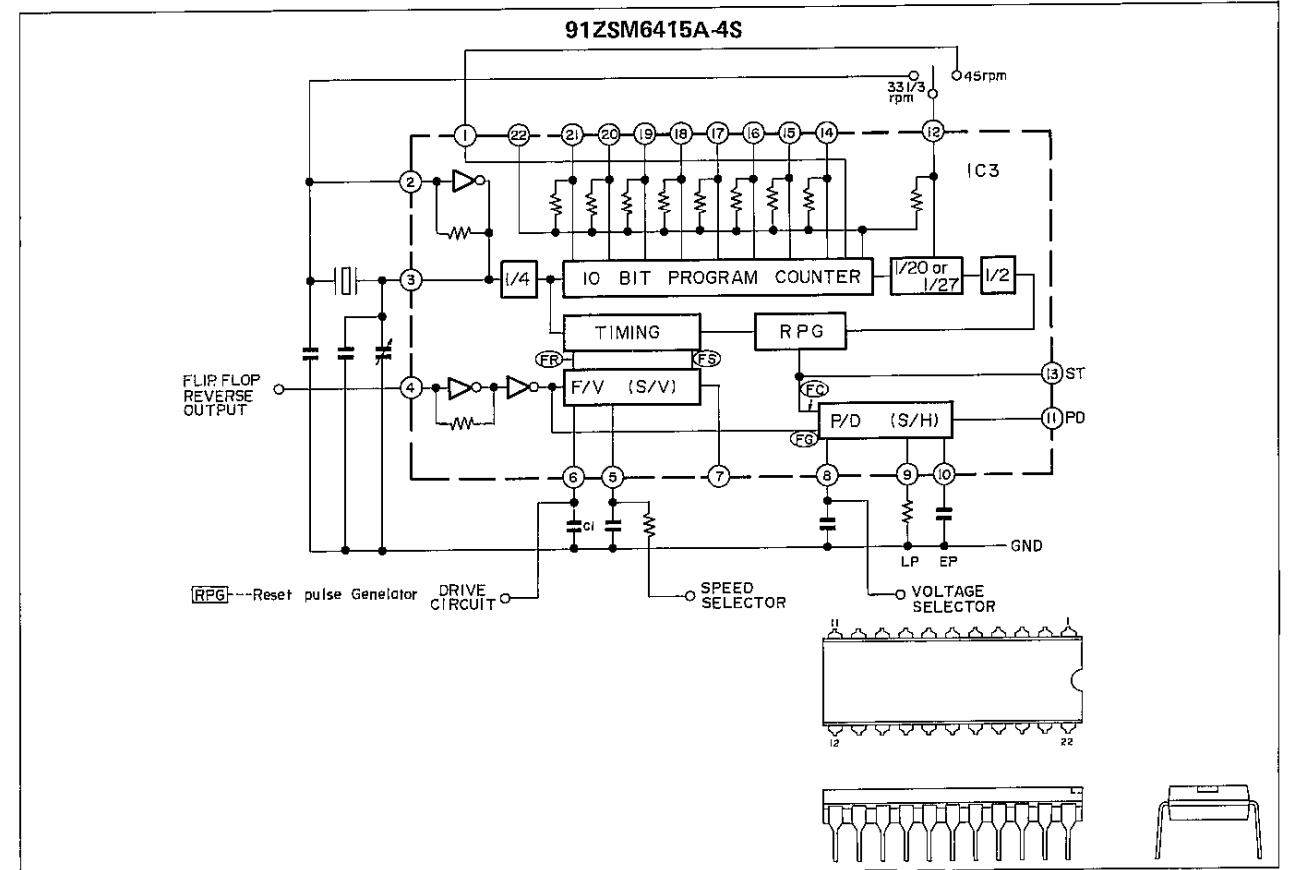 91ZSM6415A-4S
33 1/3
rpm
45rpm
1
22
21
20
19
18
17
16
15
14
12
IC3
2
3
1/4
10 BIT PROGRAM COUNTER
1/20 or
1/27
1/2
TIMING
RPG
FR
FS
13 ST
FLIP FLOP
REVERSE
OUTPUT
4
F/V (S/V)
FC
P/D (S/H)
11 PD
FG
6
5
7
8
9
10
C1
GND
LP EP
RPG---Reset pulse Genelator
DRIVE
CIRCUIT
SPEED
SELECTOR
VOLTAGE
SELECTOR
11
1
12
22